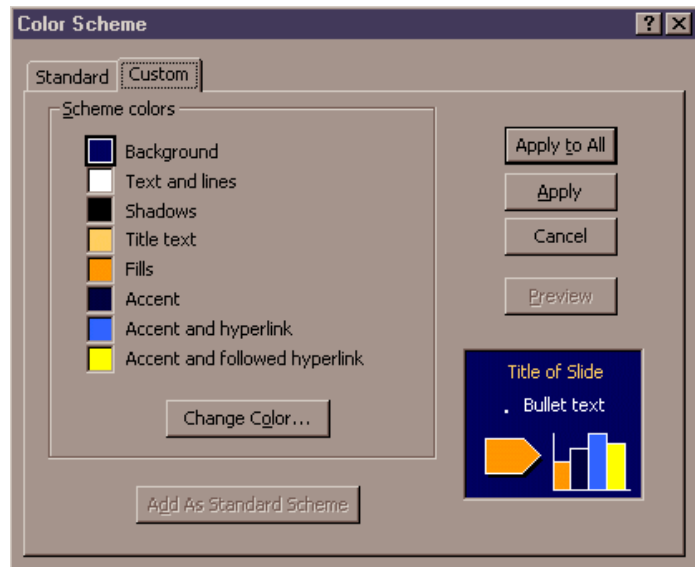 Color Scheme
Standard
Custom
Scheme colors
Background
Text and lines
Shadows
Title text
Fills
Accent
Accent and hyperlink
Accent and followed hyperlink
Change Color...
Add As Standard Scheme
Apply to All
Apply
Cancel
Preview
Title of Slide
. Bullet text